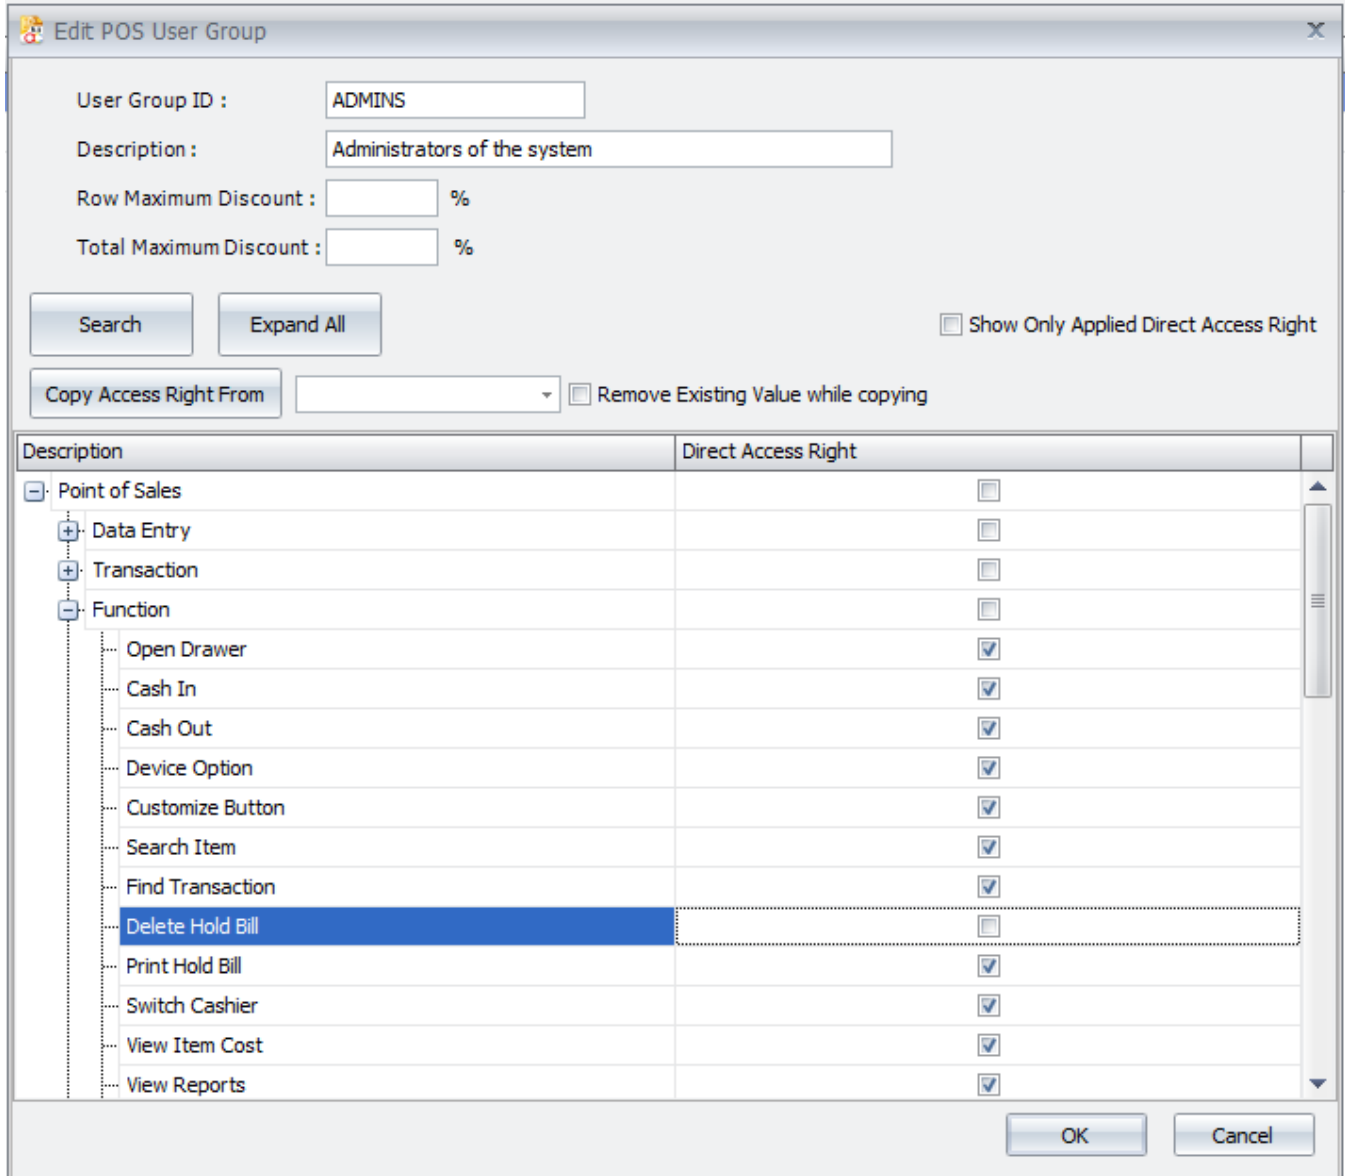 Edit POS User Group
User Group ID :
ADMINS
Description :
Administrators of the system
Row Maximum Discount :
%
Total Maximum Discount :
%
Search
Expand All
Show Only Applied Direct Access Right
Copy Access Right From
Remove Existing Value while copying
Description
Direct Access Right
Point of Sales
Data Entry
Transaction
Function
Open Drawer
Cash In
Cash Out
Device Option
Customize Button
Search Item
Find Transaction
Delete Hold Bill
Print Hold Bill
Switch Cashier
View Item Cost
View Reports
OK
Cancel